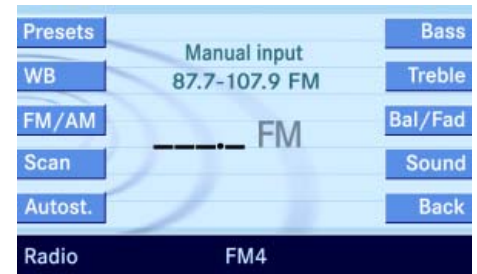 Presets
Bass
Manual input
WB
87.7-107.9 FM
Treble
FM/AM
___._ FM
Bal/Fad
Scan
Sound
Autost.
Back
Radio
FM4